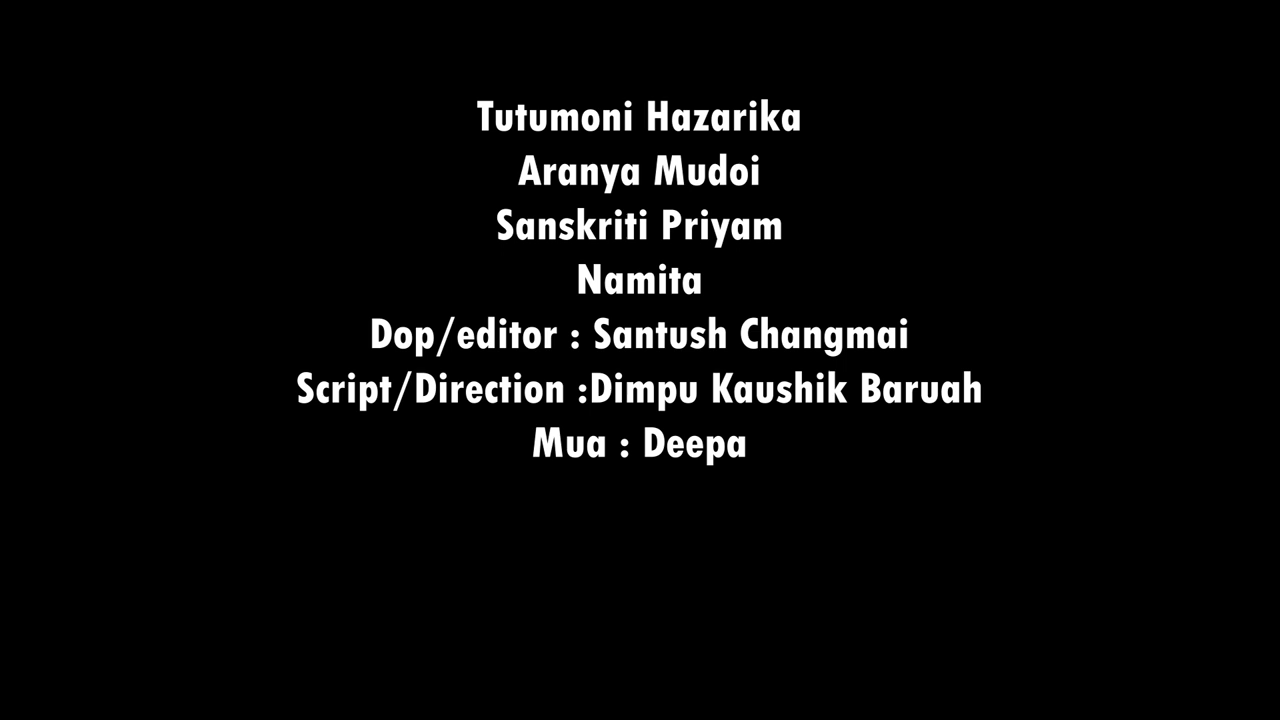 Tutumoni Hazarika
Aranya Mudoi
Sanskriti Priyam
Namita
Dop/editor : Santush Changmai
Script/Direction :Dimpu Kaushik Baruah
Mua : Deepa